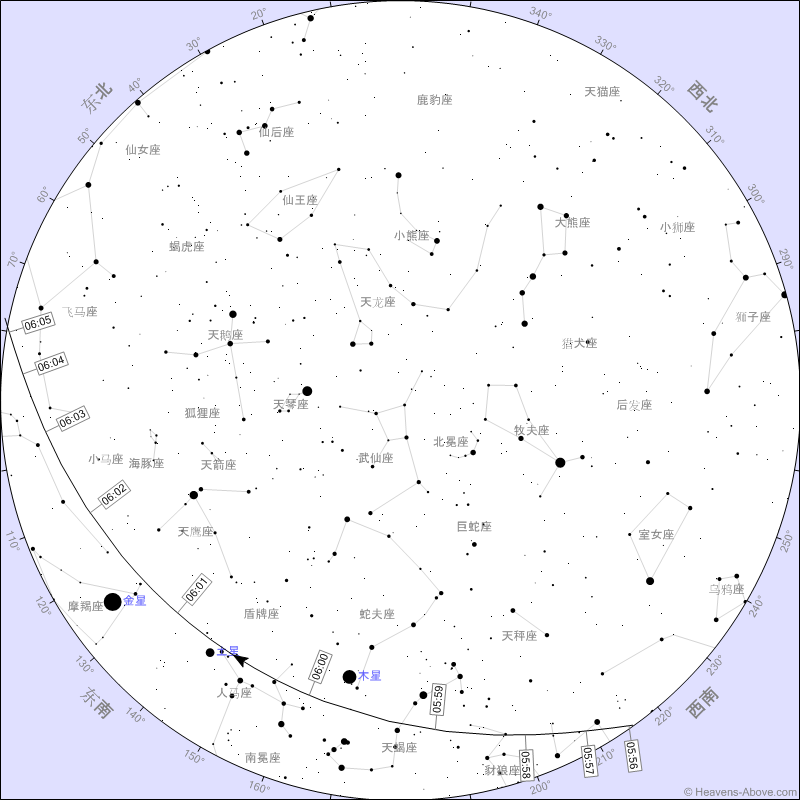 20°
340°
30°
330°
40°
东北
鹿豹座
天猫座
320°
西北
50°
仙后座
310°
仙女座
60°
仙王座
300°
大熊座
小狮座
蝎虎座
小熊座
70°
290°
飞马座
天龙座
06:05
天鹅座
狮子座
猎犬座
06:04
狐狸座
天琴座
后发座
06:03
牧夫座
北冕座
小马座
海豚座
天箭座
武仙座
06:02
天鹰座
巨蛇座
室女座
110°
250°
06:01
乌鸦座
摩羯座
金星
120°
240°
盾牌座
蛇夫座
天秤座
土星
06:00
130°
230°
木星
人马座
05:59
东南
西南
140°
220°
天蝎座
150°
南冕座
豺狼座
05:58
05:57
05:56
210°
160°
200°
© Heavens-Above.com